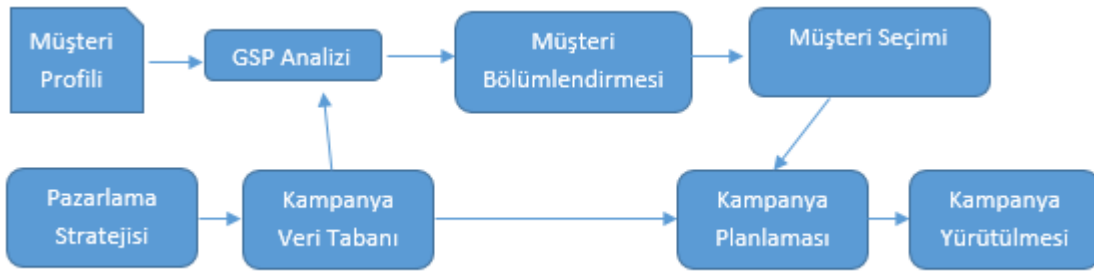 Müşteri
Profili
GSP Analizi
Müşteri
Bölümlendirmesi
Müşteri Seçimi
Pazarlama
Stratejisi
Kampanya
Veri Tabanı
Kampanya
Planlaması
Kampanya
Yürütülmesi